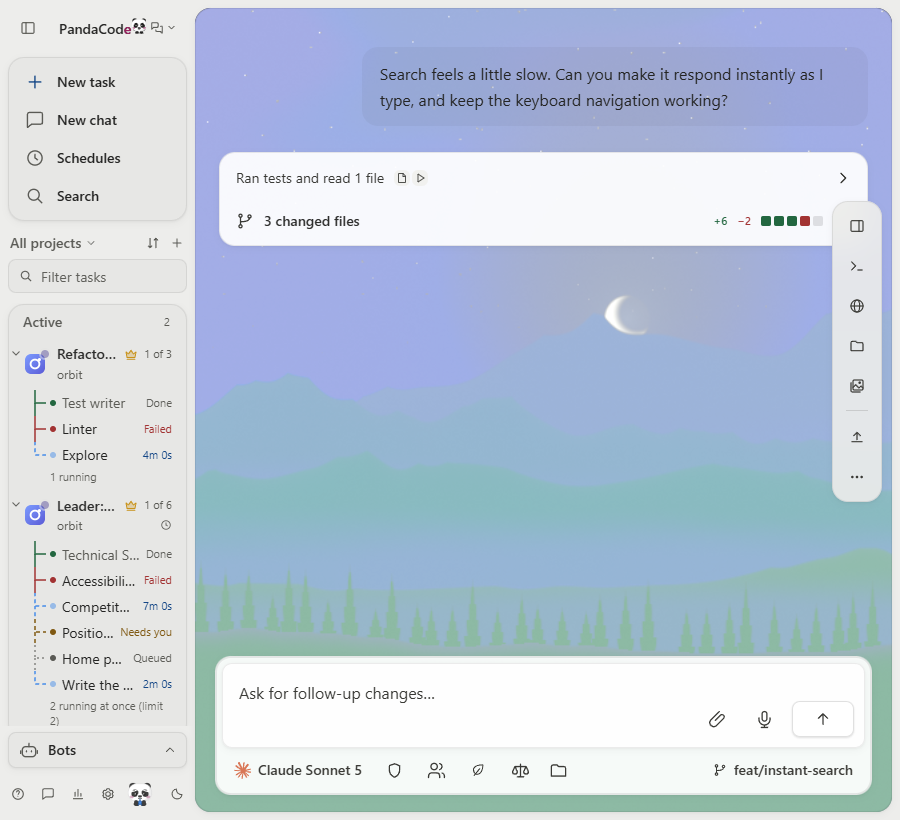 PandaCode
New task
New chat
Schedules
Search
All projects
Filter tasks
Active 2
Refacto... 1 of 3
orbit
Test writer Done
Linter Failed
Explore 4m 0s
1 running
Leader:... 1 of 6
orbit
Technical S... Done
Accessibili... Failed
Competit... 7m 0s
Positio... Needs you
Home p... Queued
Write the ... 2m 0s
2 running at once (limit
2)
Bots
Search feels a little slow. Can you make it respond instantly as I
type, and keep the keyboard navigation working?
Ran tests and read 1 file
3 changed files +6 −2
Ask for follow-up changes...
Claude Sonnet 5 feat/instant-search